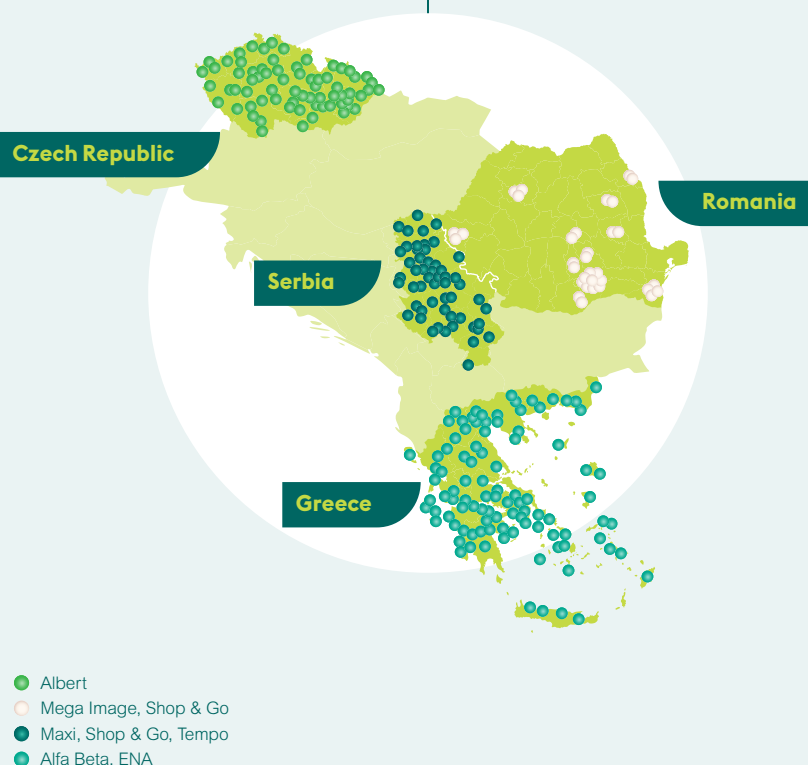 Czech Republic
Romania
Serbia
Greece
Albert
Mega Image, Shop & Go
Maxi, Shop & Go, Tempo
Alfa Beta, ENA